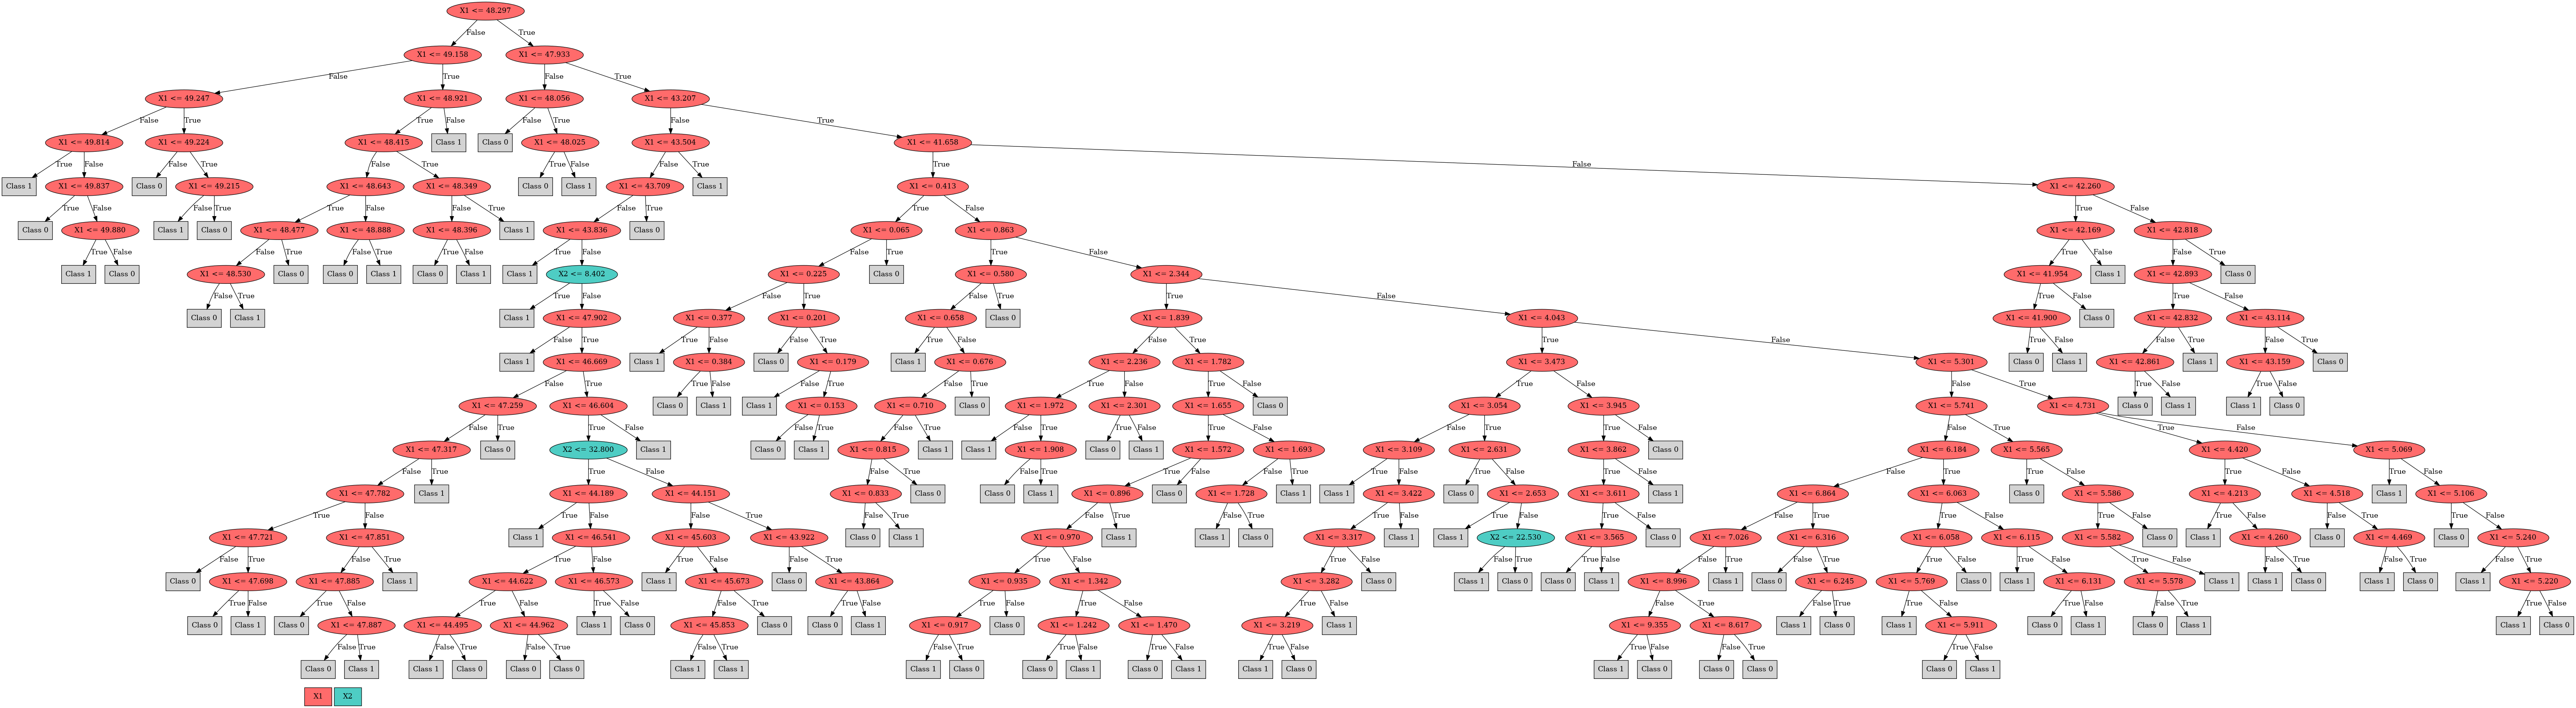 X1 <= 48.297
False True
X1 <= 49.158 X1 <= 47.933
False True False True
X1 <= 49.247 X1 <= 48.921 X1 <= 48.056 X1 <= 43.207
False True True False False True False True
X1 <= 49.814 X1 <= 49.224 X1 <= 48.415 Class 1 Class 0 X1 <= 48.025 X1 <= 43.504 X1 <= 41.658
True False False True False True True False False True True False
Class 1 X1 <= 49.837 Class 0 X1 <= 49.215 X1 <= 48.643 X1 <= 48.349 Class 0 Class 1 X1 <= 43.709 Class 1 X1 <= 0.413 X1 <= 42.260
True False False True True False False True False True True False True False
Class 0 X1 <= 49.880 Class 1 Class 0 X1 <= 48.477 X1 <= 48.888 X1 <= 48.396 Class 1 X1 <= 43.836 Class 0 X1 <= 0.065 X1 <= 0.863 X1 <= 42.169 X1 <= 42.818
True False False True False True True False True False False True True False True False False True
Class 1 Class 0 X1 <= 48.530 Class 0 Class 0 Class 1 Class 0 Class 1 Class 1 X2 <= 8.402 X1 <= 0.225 Class 0 X1 <= 0.580 X1 <= 2.344 X1 <= 41.954 Class 1 X1 <= 42.893 Class 0
False True True False False True False True True False True False True False
Class 0 Class 1 Class 1 X1 <= 47.902 X1 <= 0.377 X1 <= 0.201 X1 <= 0.658 Class 0 X1 <= 1.839 X1 <= 4.043 X1 <= 41.900 Class 0 X1 <= 42.832 X1 <= 43.114
False True True False False True True False False True True False True False False True False True
Class 1 X1 <= 46.669 Class 1 X1 <= 0.384 Class 0 X1 <= 0.179 Class 1 X1 <= 0.676 X1 <= 2.236 X1 <= 1.782 X1 <= 3.473 X1 <= 5.301 Class 0 Class 1 X1 <= 42.861 Class 1 X1 <= 43.159 Class 0
False True True False False True False True True False True False True False False True True False True False
X1 <= 47.259 X1 <= 46.604 Class 0 Class 1 Class 1 X1 <= 0.153 X1 <= 0.710 Class 0 X1 <= 1.972 X1 <= 2.301 X1 <= 1.655 Class 0 X1 <= 3.054 X1 <= 3.945 X1 <= 5.741 X1 <= 4.731 Class 0 Class 1 Class 1 Class 0
False True True False False True False True False True True False True False False True True False False True True False
X1 <= 47.317 Class 0 X2 <= 32.800 Class 1 Class 0 Class 1 X1 <= 0.815 Class 1 Class 1 X1 <= 1.908 Class 0 Class 1 X1 <= 1.572 X1 <= 1.693 X1 <= 3.109 X1 <= 2.631 X1 <= 3.862 Class 0 X1 <= 6.184 X1 <= 5.565 X1 <= 4.420 X1 <= 5.069
False True True False False True False True True False False True True False True False True False False True True False True False True False
X1 <= 47.782 Class 1 X1 <= 44.189 X1 <= 44.151 X1 <= 0.833 Class 0 Class 0 Class 1 X1 <= 0.896 Class 0 X1 <= 1.728 Class 1 Class 1 X1 <= 3.422 Class 0 X1 <= 2.653 X1 <= 3.611 Class 1 X1 <= 6.864 X1 <= 6.063 Class 0 X1 <= 5.586 X1 <= 4.213 X1 <= 4.518 Class 1 X1 <= 5.106
True False True False False True False True False True False True True False True False True False False True True False True False True False False True True False
X1 <= 47.721 X1 <= 47.851 Class 1 X1 <= 46.541 X1 <= 45.603 X1 <= 43.922 Class 0 Class 1 X1 <= 0.970 Class 1 Class 1 Class 0 X1 <= 3.317 Class 1 Class 1 X2 <= 22.530 X1 <= 3.565 Class 0 X1 <= 7.026 X1 <= 6.316 X1 <= 6.058 X1 <= 6.115 X1 <= 5.582 Class 0 Class 1 X1 <= 4.260 Class 0 X1 <= 4.469 Class 0 X1 <= 5.240
False True False True True False True False False True True False True False False True True False False True True False True False True False True False False True True False False True
Class 0 X1 <= 47.698 X1 <= 47.885 Class 1 X1 <= 44.622 X1 <= 46.573 Class 1 X1 <= 45.673 Class 0 X1 <= 43.864 X1 <= 0.935 X1 <= 1.342 X1 <= 3.282 Class 0 Class 1 Class 0 Class 0 Class 1 X1 <= 8.996 Class 1 Class 0 X1 <= 6.245 X1 <= 5.769 Class 0 Class 1 X1 <= 6.131 X1 <= 5.578 Class 1 Class 1 Class 0 Class 1 Class 0 Class 1 X1 <= 5.220
True False True False True False True False False True True False True False True False True False False True False True True False True False False True True False
Class 0 Class 1 Class 0 X1 <= 47.887 X1 <= 44.495 X1 <= 44.962 Class 1 Class 0 X1 <= 45.853 Class 0 Class 0 Class 1 X1 <= 0.917 Class 0 X1 <= 1.242 X1 <= 1.470 X1 <= 3.219 Class 1 X1 <= 9.355 X1 <= 8.617 Class 1 Class 0 Class 1 X1 <= 5.911 Class 0 Class 1 Class 0 Class 1 Class 1 Class 0
False True False True False True False True False True True False True False True False True False False True True False
Class 0 Class 1 Class 1 Class 0 Class 0 Class 0 Class 1 Class 1 Class 1 Class 0 Class 0 Class 1 Class 0 Class 1 Class 1 Class 0 Class 1 Class 0 Class 0 Class 0 Class 0 Class 1
X1 X2